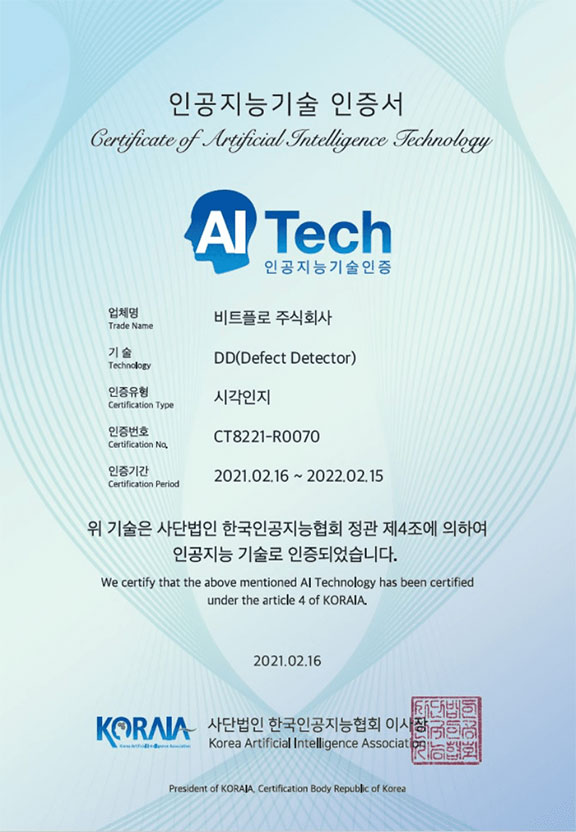 인공지능기술 인증서
Certificate of Artificial Intelligence Technology
AI Tech
인공지능기술인증
업체명 비트플로 주식회사
Trade Name
기 술 DD(Defect Detector)
Technology
인증유형 시각인지
Certification Type
인증번호 CT8221-R0070
Certification No.
인증기간 2021.02.16 ~ 2022.02.15
Certification Period
위 기술은 사단법인 한국인공지능협회 정관 제4조에 의하여
인공지능 기술로 인증되었습니다.
We certify that the above mentioned AI Technology has been certified
under the article 4 of KORAIA.
2021.02.16
KORAIA
Korea Artificial Intelligence Association
사단법인 한국인공지능협회 이사장
Korea Artificial Intelligence Association
President of KORAIA, Certification Body Republic of Korea